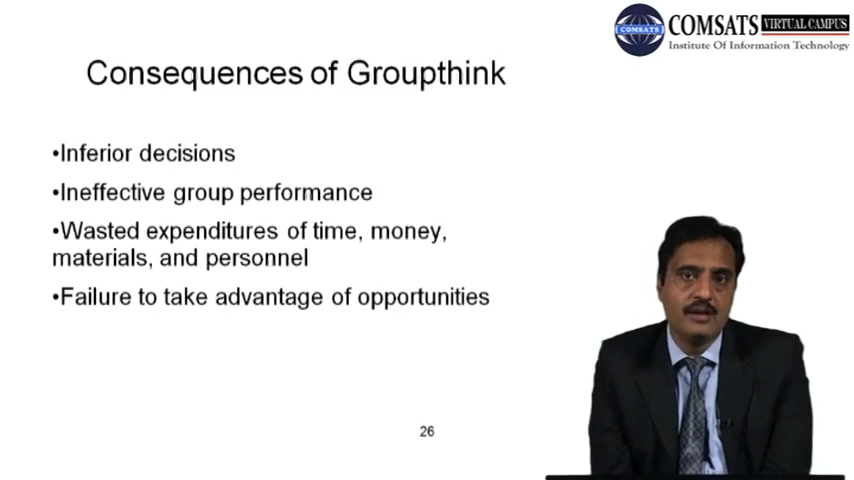 COMSATS VIRTUAL CAMPUS
COMSATS
Institute Of Information Technology
Consequences of Groupthink
•Inferior decisions
•Ineffective group performance
•Wasted expenditures of time, money,
materials, and personnel
•Failure to take advantage of opportunities
26